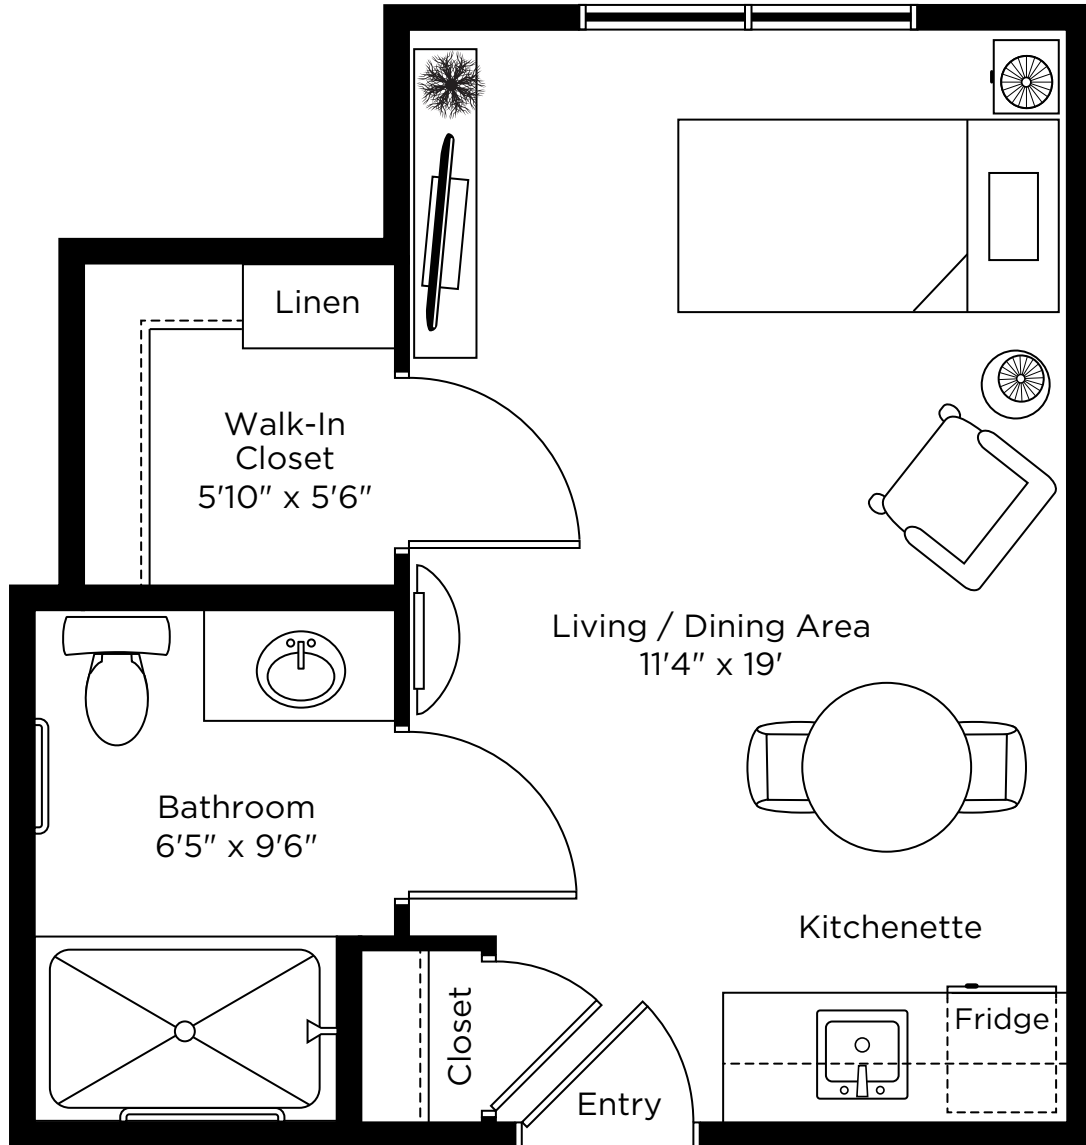 Linen
Walk-In
Closet
5'10" x 5'6"
Living / Dining Area
11'4" x 19'
Bathroom
6'5" x 9'6"
Kitchenette
Fridge
Closet
Entry